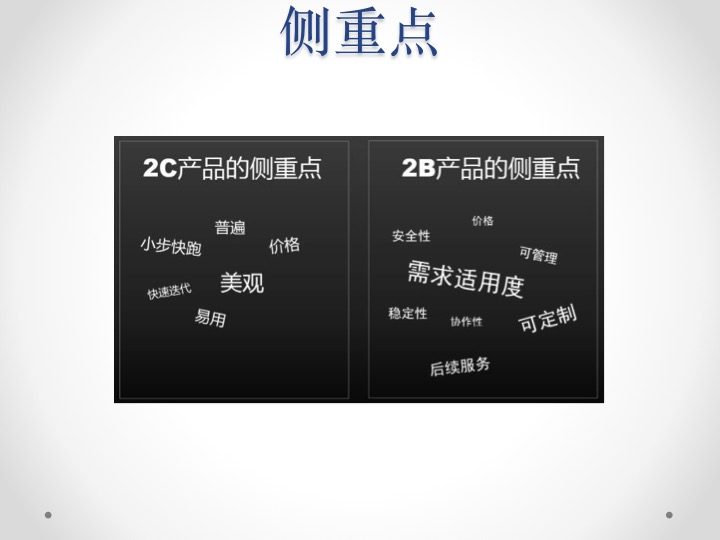 侧重点
2C产品的侧重点
普遍
小步快跑
价格
美观
快速迭代
易用
2B产品的侧重点
价格
安全性
可管理
需求适用度
稳定性
协作性
可定制
后续服务